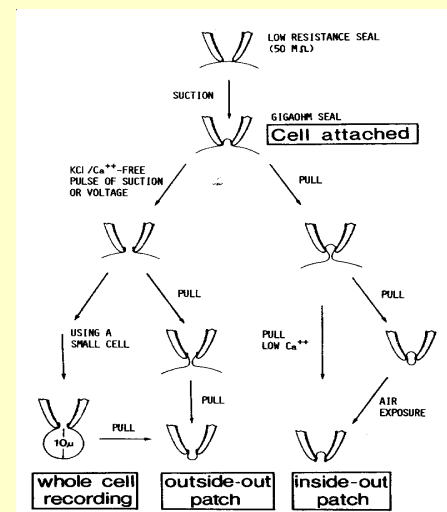 LOW RESISTANCE SEAL
(50 MΩ)
SUCTION
GIGAOHM SEAL
Cell attached
KCl/Ca++-FREE
PULSE OF SUCTION
OR VOLTAGE
PULL
PULL
PULL
USING A
SMALL CELL
PULL
LOW Ca++
PULL
AIR
EXPOSURE
10μ
PULL
whole cell
recording
outside-out
patch
inside-out
patch